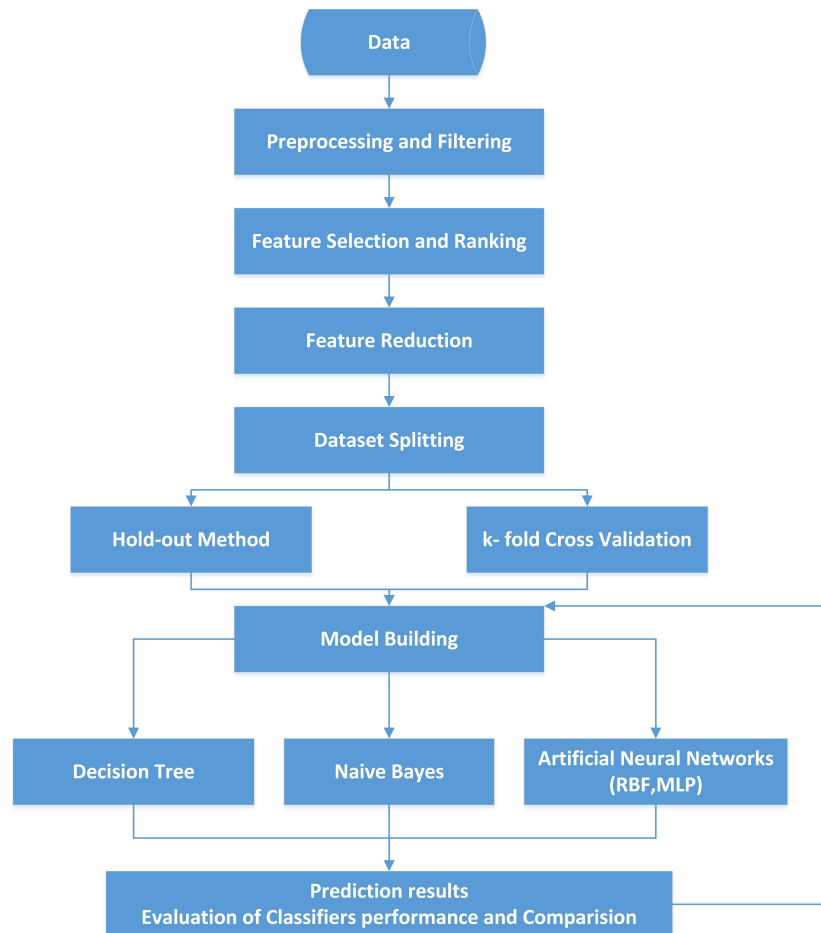 Data
Preprocessing and Filtering
Feature Selection and Ranking
Feature Reduction
Dataset Splitting
Hold-out Method
k- fold Cross Validation
Model Building
Decision Tree
Naive Bayes
Artificial Neural Networks
(RBF,MLP)
Prediction results
Evaluation of Classifiers performance and Comparision